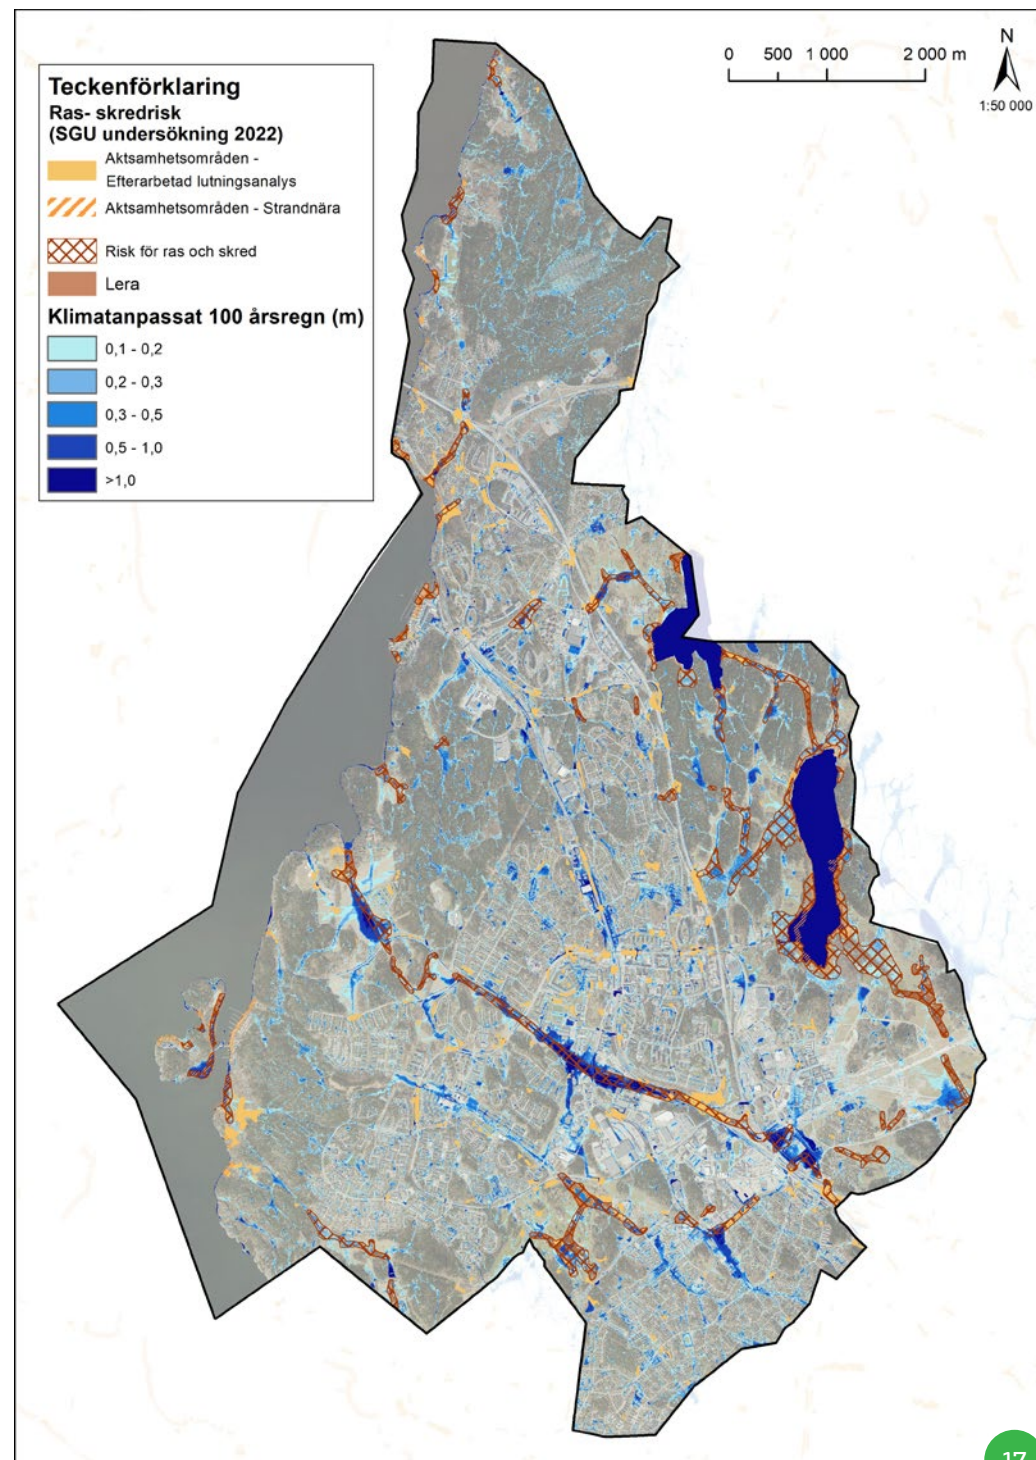 Teckenförklaring
Ras- skredrisk
(SGU undersökning 2022)
Aktsamhetsområden -
Efterarbetad lutningsanalys
Aktsamhetsområden - Strandnära
Risk för ras och skred
Lera
Klimatanpassat 100 årsregn (m)
0,1 - 0,2
0,2 - 0,3
0,3 - 0,5
0,5 - 1,0
>1,0
0 500 1 000 2 000 m
N
1:50 000
17